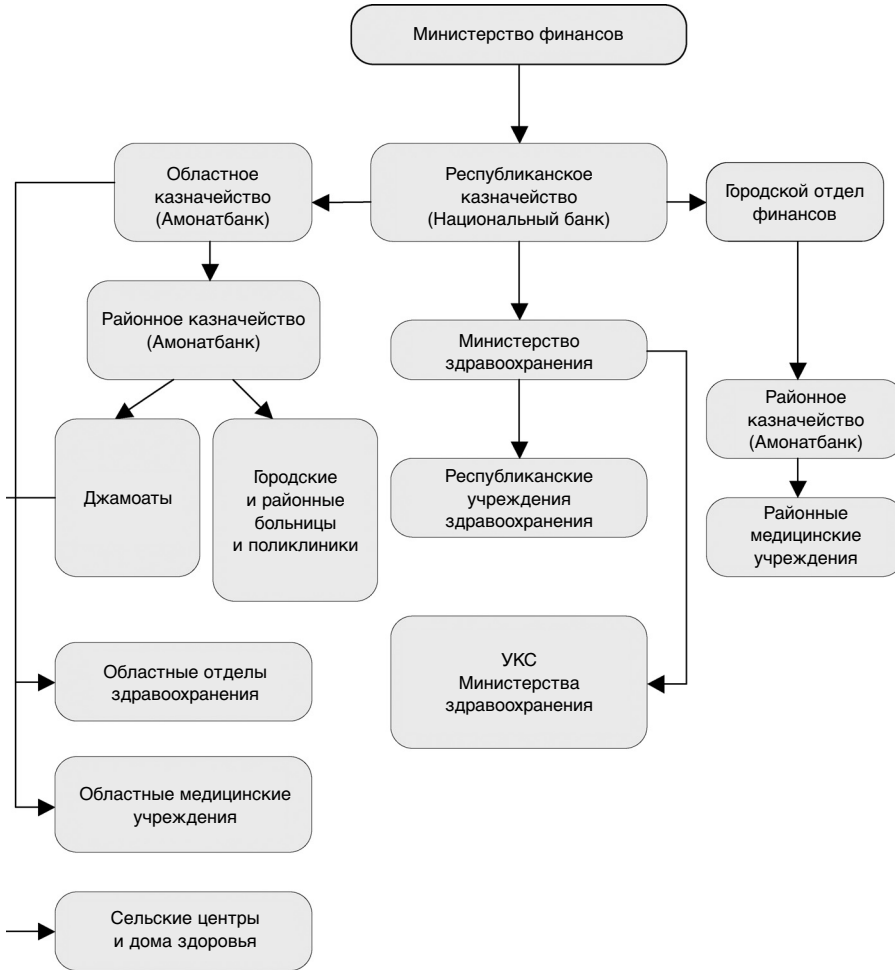 Министерство финансов
Областное
казначейство
(Амонатбанк)
Республиканское
казначейство
(Национальный банк)
Городской отдел
финансов
Районное казначейство
(Амонатбанк)
Министерство
здравоохранения
Районное
казначейство
(Амонатбанк)
Джамоаты
Городские
и районные
больницы
и поликлиники
Республиканские
учреждения
здравоохранения
Районные
медицинские
учреждения
УКС
Министерства
здравоохранения
Областные отделы
здравоохранения
Областные медицинские
учреждения
Сельские центры
и дома здоровья